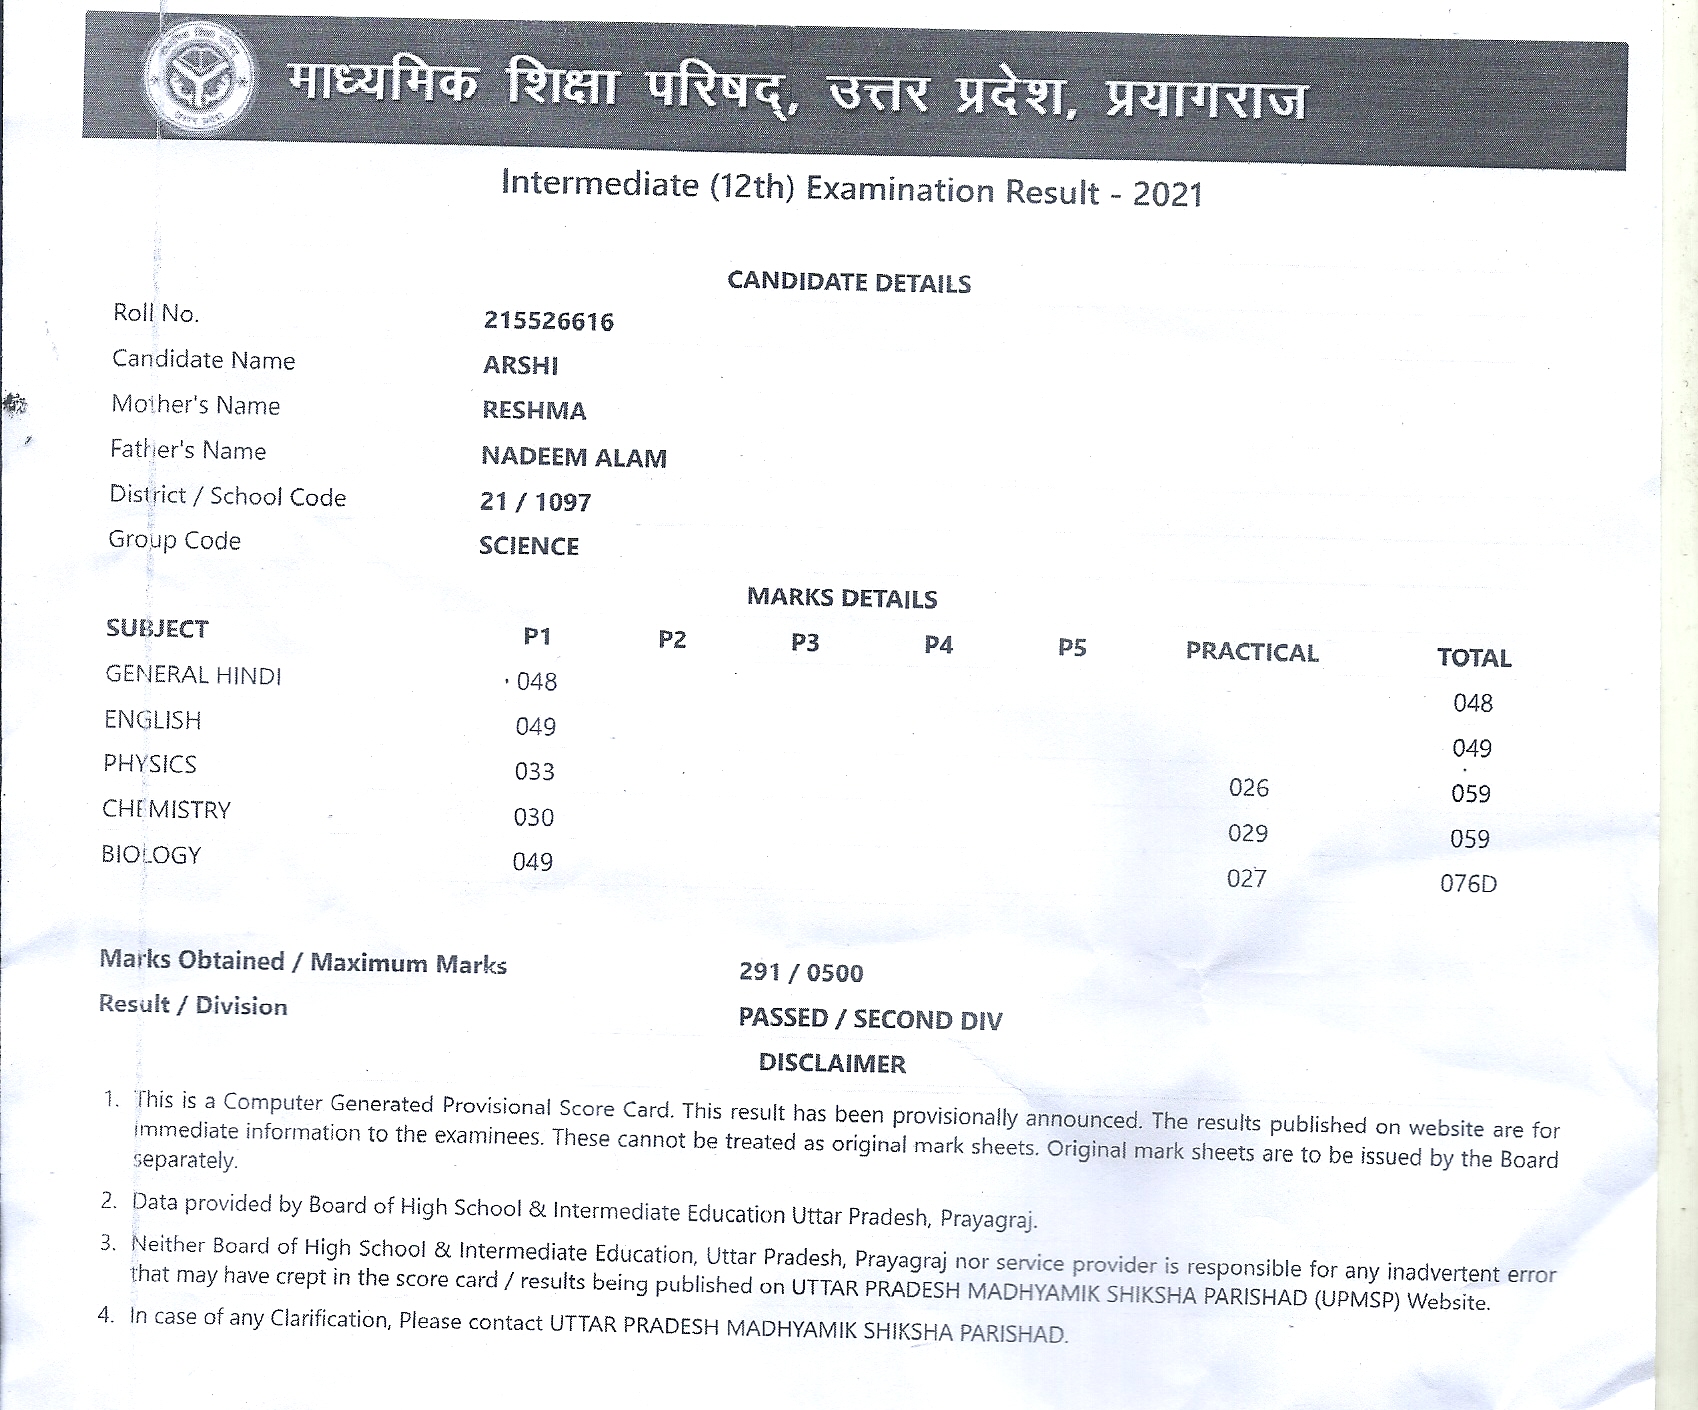 माध्यमिक शिक्षा परिषद्, उत्तर प्रदेश, प्रयागराज
Intermediate (12th) Examination Result - 2021
CANDIDATE DETAILS
Roll No. 215526616
Candidate Name ARSHI
Mother's Name RESHMA
Father's Name NADEEM ALAM
District / School Code 21 / 1097
Group Code SCIENCE
MARKS DETAILS
SUBJECT P1 P2 P3 P4 P5 PRACTICAL TOTAL
GENERAL HINDI 048 048
ENGLISH 049 049
PHYSICS 033 026 059
CHEMISTRY 030 029 059
BIOLOGY 049 027 076D
Marks Obtained / Maximum Marks 291 / 0500
Result / Division PASSED / SECOND DIV
DISCLAIMER
1. This is a Computer Generated Provisional Score Card. This result has been provisionally announced. The results published on website are for
immediate information to the examinees. These cannot be treated as original mark sheets. Original mark sheets are to be issued by the Board
separately.
2. Data provided by Board of High School & Intermediate Education Uttar Pradesh, Prayagraj.
3. Neither Board of High School & Intermediate Education, Uttar Pradesh, Prayagraj nor service provider is responsible for any inadvertent error
that may have crept in the score card / results being published on UTTAR PRADESH MADHYAMIK SHIKSHA PARISHAD (UPMSP) Website.
4. In case of any Clarification, Please contact UTTAR PRADESH MADHYAMIK SHIKSHA PARISHAD.